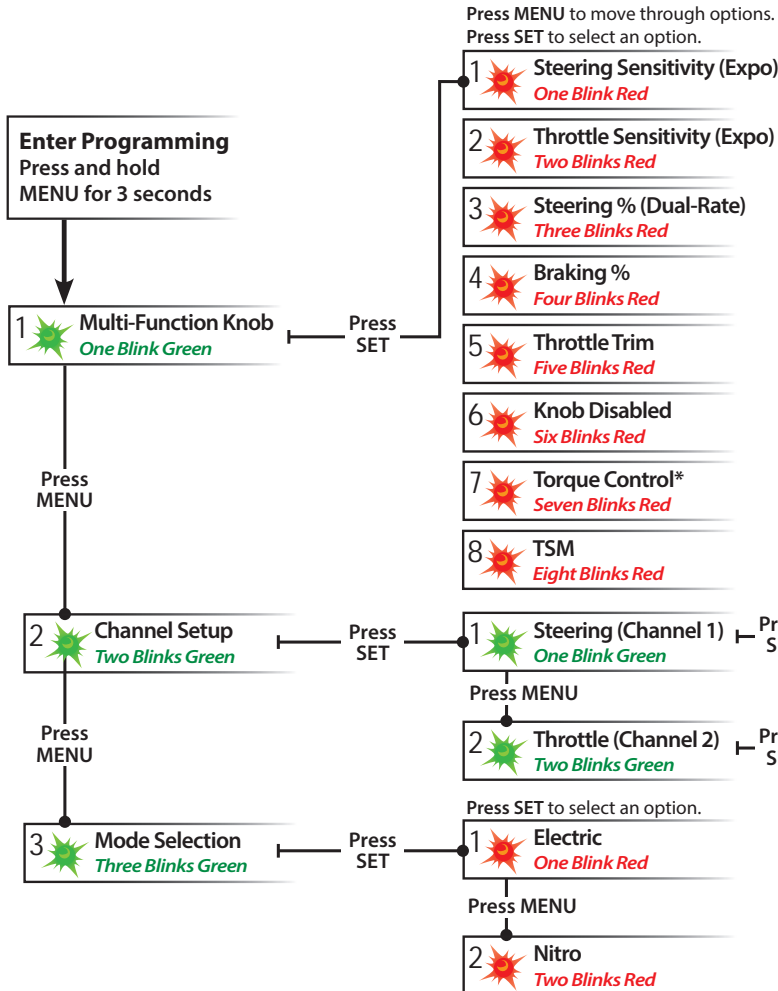 Press MENU to move through options.
Press SET to select an option.
1 Steering Sensitivity (Expo)
One Blink Red
2 Throttle Sensitivity (Expo)
Two Blinks Red
3 Steering % (Dual-Rate)
Three Blinks Red
4 Braking %
Four Blinks Red
5 Throttle Trim
Five Blinks Red
6 Knob Disabled
Six Blinks Red
7 Torque Control*
Seven Blinks Red
8 TSM
Eight Blinks Red
Enter Programming
Press and hold
MENU for 3 seconds
1 Multi-Function Knob
One Blink Green
Press
SET
Press
MENU
2 Channel Setup
Two Blinks Green
Press
SET
1 Steering (Channel 1)
One Blink Green
Pr
S
Press MENU
2 Throttle (Channel 2)
Two Blinks Green
Pr
S
Press
MENU
3 Mode Selection
Three Blinks Green
Press
SET
Press SET to select an option.
1 Electric
One Blink Red
Press MENU
2 Nitro
Two Blinks Red